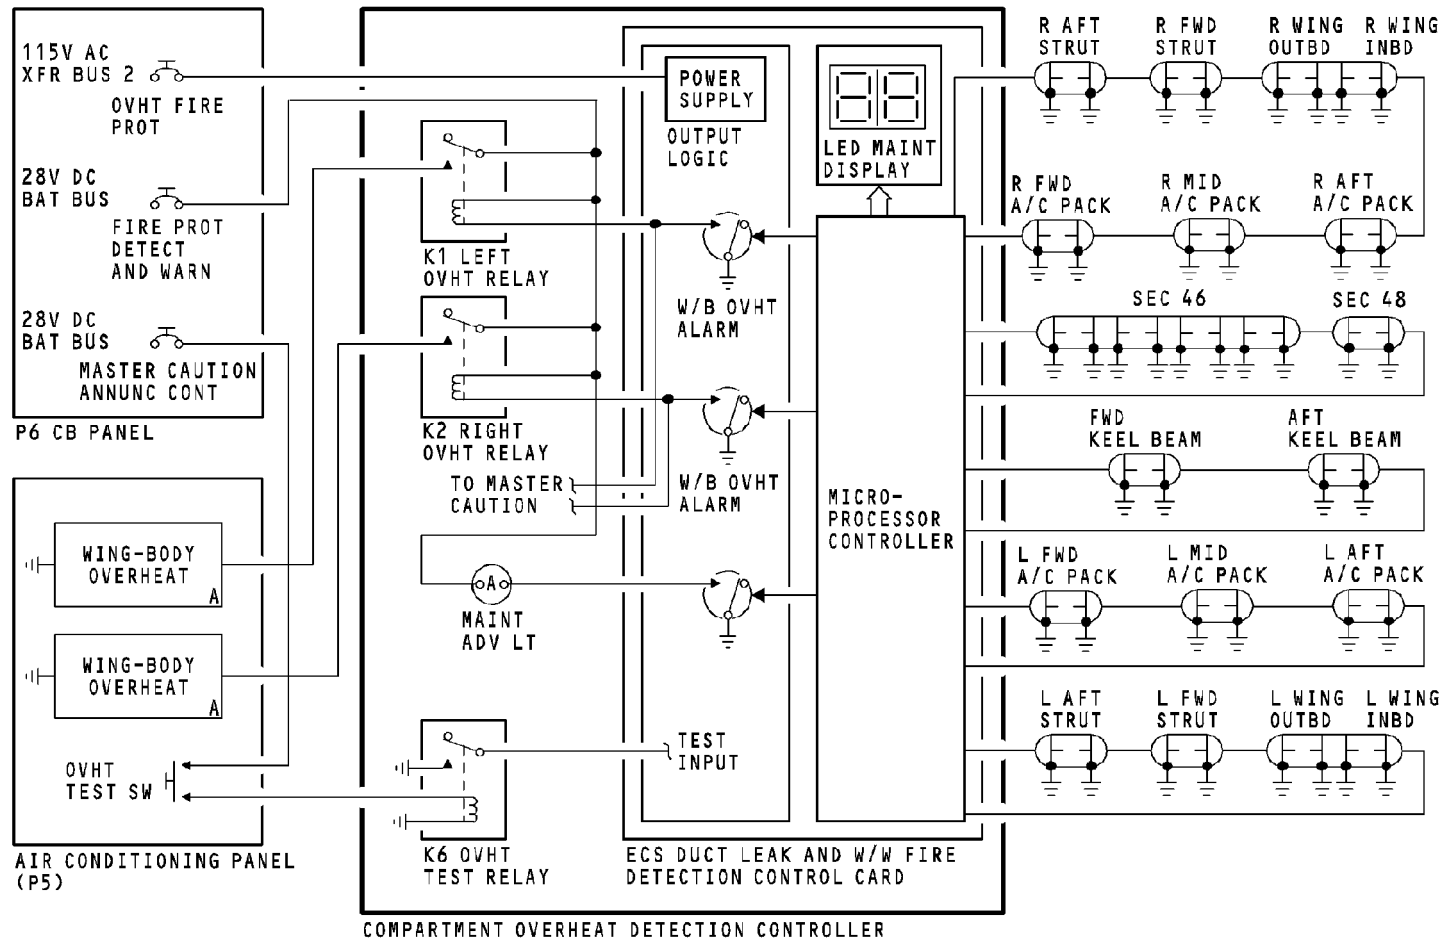 115V AC
XFR BUS 2
OVHT FIRE
PROT
28V DC
BAT BUS
FIRE PROT
DETECT
AND WARN
28V DC
BAT BUS
MASTER CAUTION
ANNUNC CONT
P6 CB PANEL
WING-BODY
OVERHEAT
A
WING-BODY
OVERHEAT
A
OVHT
TEST SW
AIR CONDITIONING PANEL
(P5)
K1 LEFT
OVHT RELAY
K2 RIGHT
OVHT RELAY
TO MASTER
CAUTION
A
MAINT
ADV LT
K6 OVHT
TEST RELAY
POWER
SUPPLY
OUTPUT
LOGIC
W/B OVHT
ALARM
W/B OVHT
ALARM
TEST
INPUT
LED MAINT
DISPLAY
MICRO-
PROCESSOR
CONTROLLER
ECS DUCT LEAK AND W/W FIRE
DETECTION CONTROL CARD
COMPARTMENT OVERHEAT DETECTION CONTROLLER
R AFT
STRUT
R FWD
STRUT
R WING
OUTBD
R WING
INBD
R FWD
A/C PACK
R MID
A/C PACK
R AFT
A/C PACK
SEC 46
SEC 48
FWD
KEEL BEAM
AFT
KEEL BEAM
L FWD
A/C PACK
L MID
A/C PACK
L AFT
A/C PACK
L AFT
STRUT
L FWD
STRUT
L WING
OUTBD
L WING
INBD